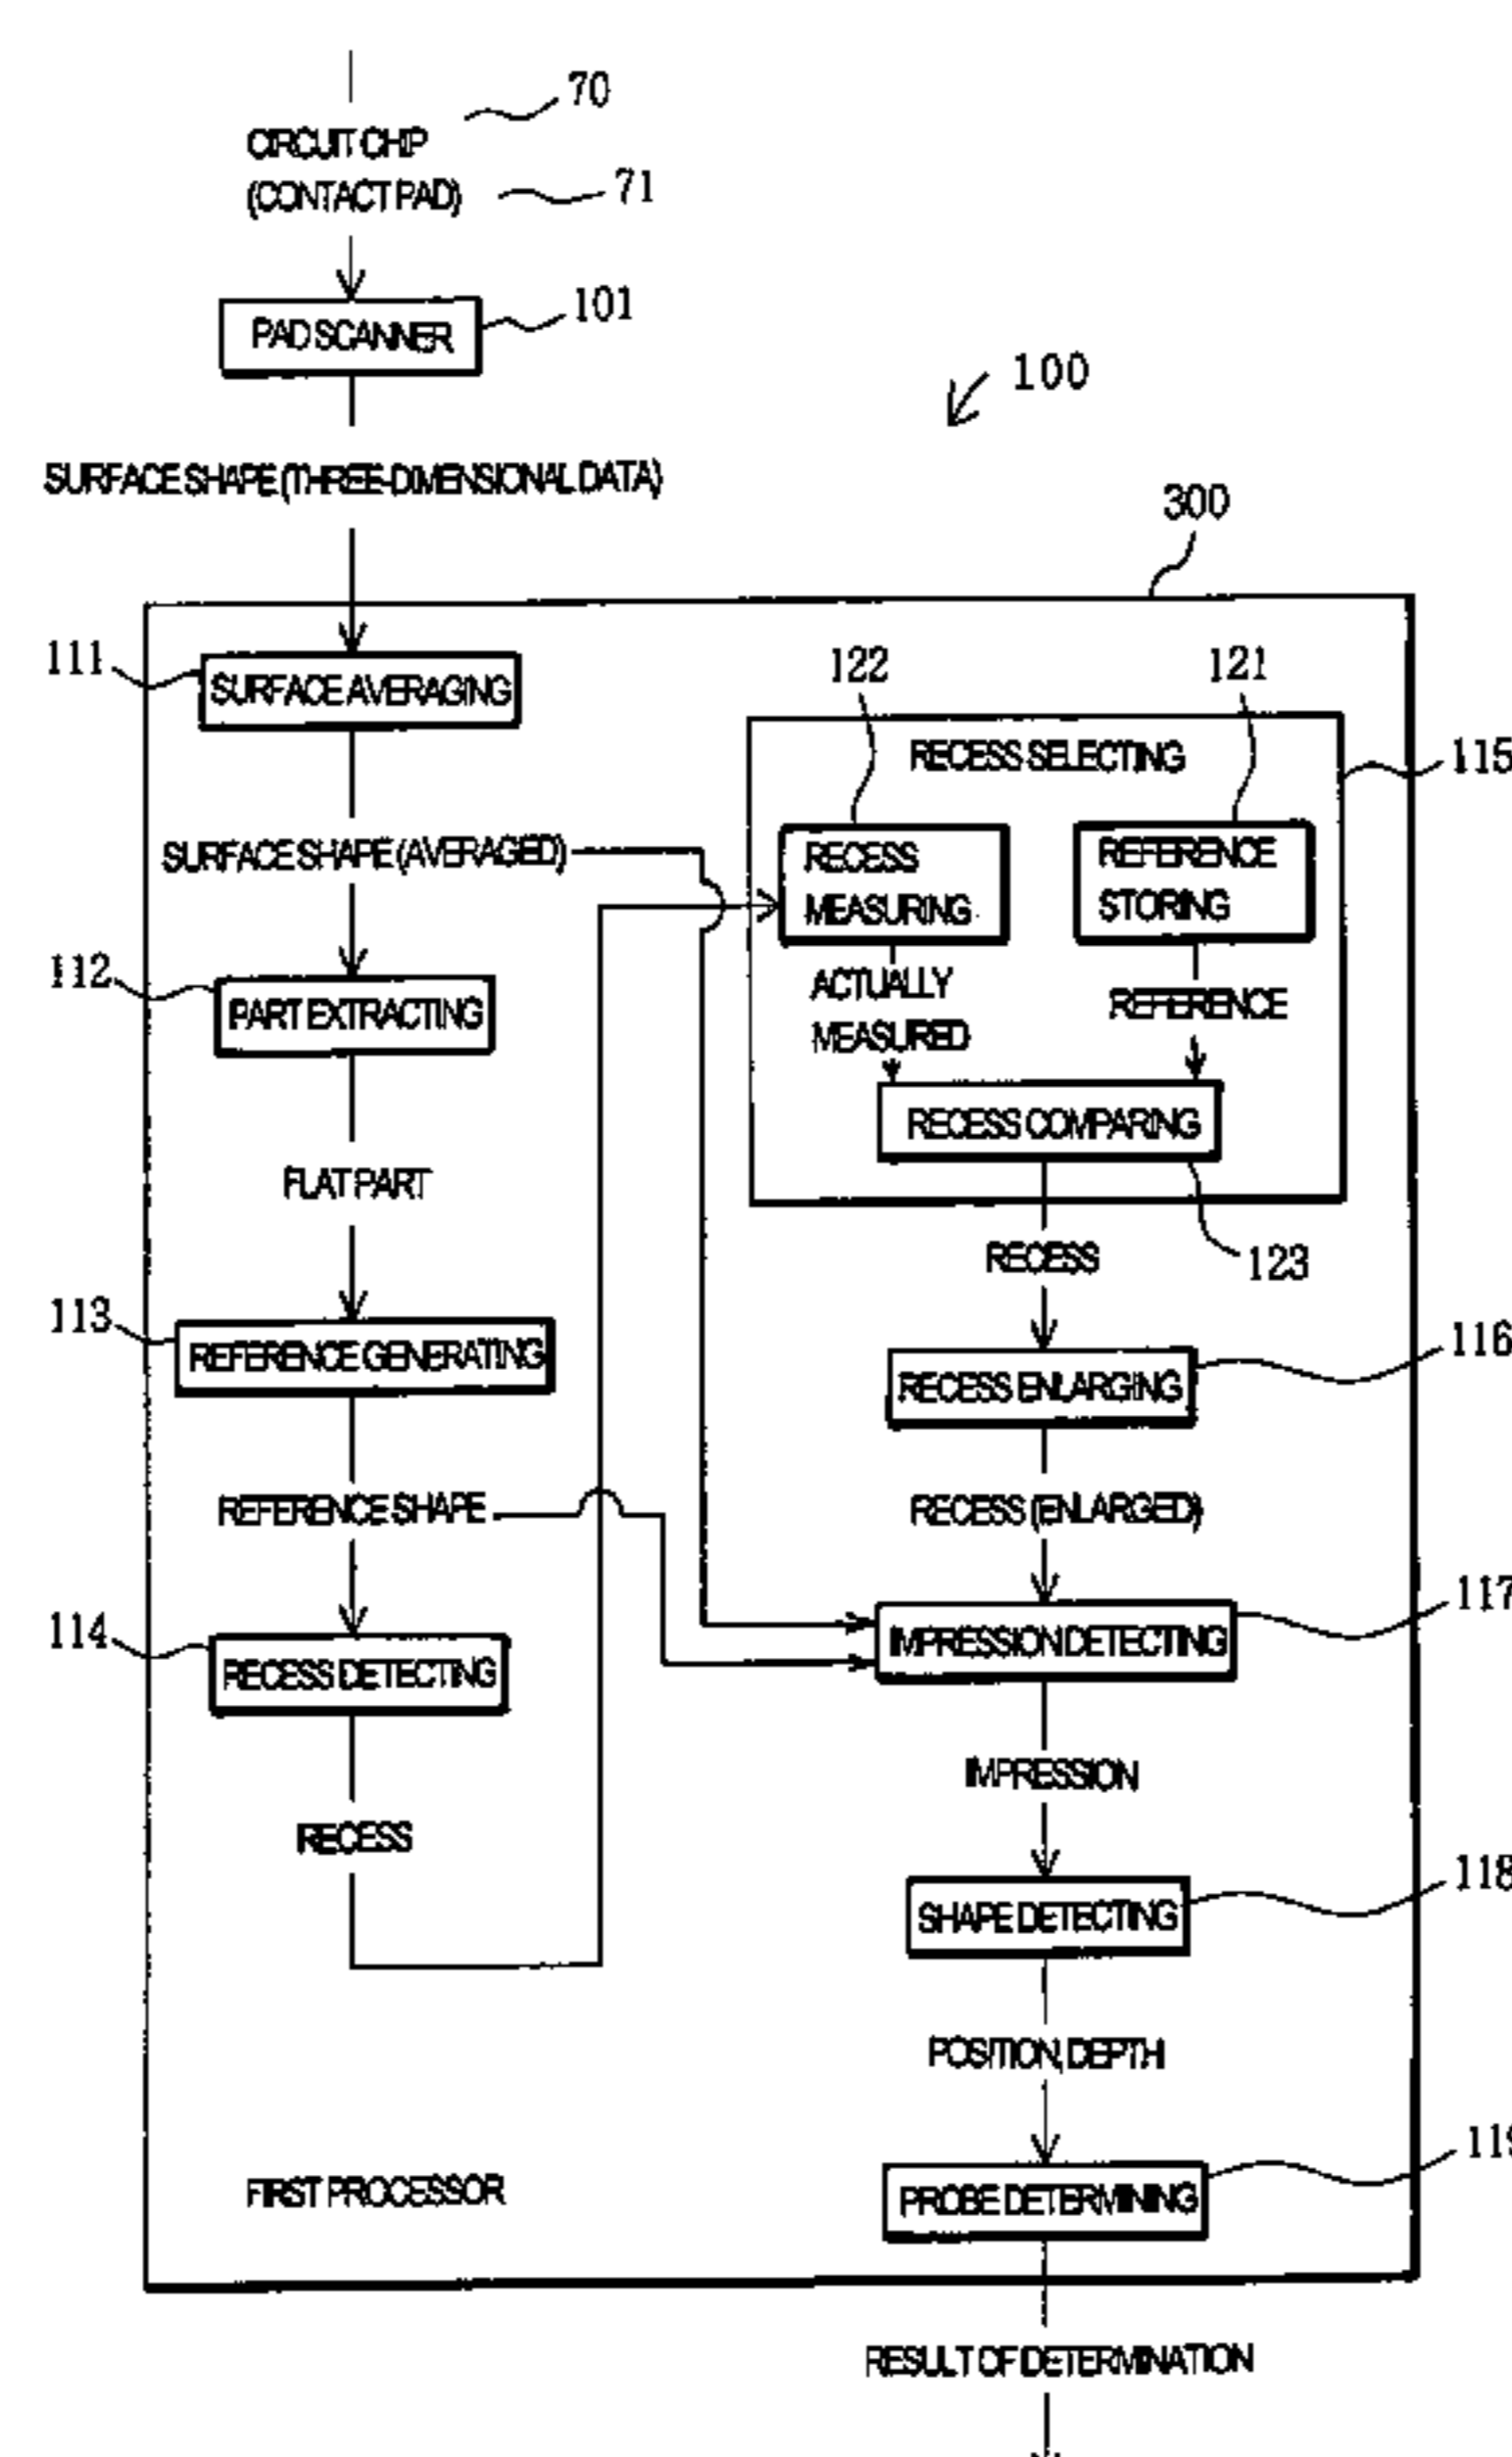 70
CIRCUIT CHIP
(CONTACT PAD)
71
PAD SCANNER
101
100
SURFACE SHAPE (THREE-DIMENSIONAL DATA)
300
111
SURFACE AVERAGING
122
121
RECESS SELECTING
115
RECESS
MEASURING
REFERENCE
STORING
SURFACE SHAPE (AVERAGED)
112
PART EXTRACTING
ACTUALLY
MEASURED
REFERENCE
RECESS COMPARING
FLAT PART
RECESS
123
113
REFERENCE GENERATING
116
RECESS ENLARGING
REFERENCE SHAPE
RECESS (ENLARGED)
114
RECESS DETECTING
117
IMPRESSION DETECTING
IMPRESSION
RECESS
118
SHAPE DETECTING
POSITION, DEPTH
119
PROBE DETERMINING
FIRST PROCESSOR
RESULT OF DETERMINATION